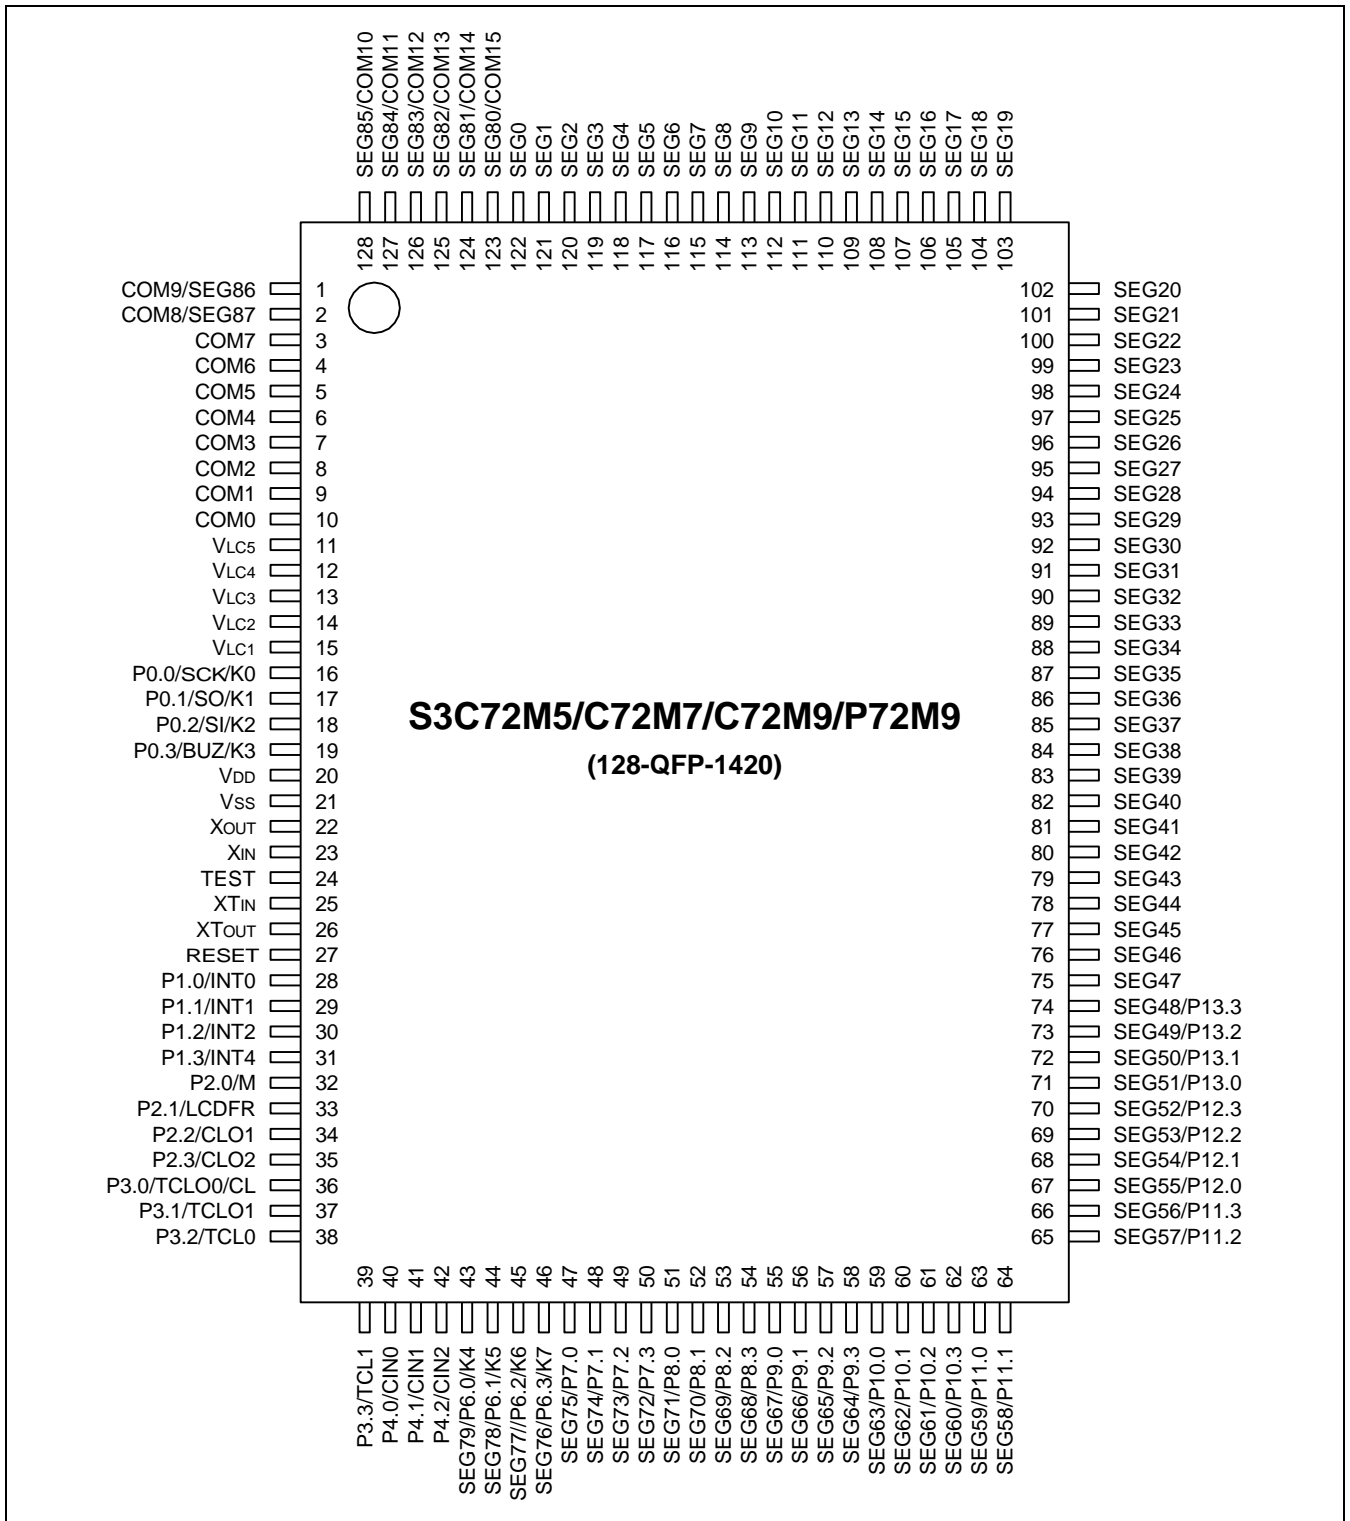 SEG85/COM10
SEG84/COM11
SEG83/COM12
SEG82/COM13
SEG81/COM14
SEG80/COM15
SEG0
SEG1
SEG2
SEG3
SEG4
SEG5
SEG6
SEG7
SEG8
SEG9
SEG10
SEG11
SEG12
SEG13
SEG14
SEG15
SEG16
SEG17
SEG18
SEG19
128
127
126
125
124
123
122
121
120
119
118
117
116
115
114
113
112
111
110
109
108
107
106
105
104
103
COM9/SEG86 1
COM8/SEG87 2
COM7 3
COM6 4
COM5 5
COM4 6
COM3 7
COM2 8
COM1 9
COM0 10
VLC5 11
VLC4 12
VLC3 13
VLC2 14
VLC1 15
P0.0/SCK/K0 16
P0.1/SO/K1 17
P0.2/SI/K2 18
P0.3/BUZ/K3 19
VDD 20
VSS 21
XOUT 22
XIN 23
TEST 24
XTIN 25
XTOUT 26
RESET 27
P1.0/INT0 28
P1.1/INT1 29
P1.2/INT2 30
P1.3/INT4 31
P2.0/M 32
P2.1/LCDFR 33
P2.2/CLO1 34
P2.3/CLO2 35
P3.0/TCLO0/CL 36
P3.1/TCLO1 37
P3.2/TCL0 38
S3C72M5/C72M7/C72M9/P72M9
(128-QFP-1420)
102 SEG20
101 SEG21
100 SEG22
99 SEG23
98 SEG24
97 SEG25
96 SEG26
95 SEG27
94 SEG28
93 SEG29
92 SEG30
91 SEG31
90 SEG32
89 SEG33
88 SEG34
87 SEG35
86 SEG36
85 SEG37
84 SEG38
83 SEG39
82 SEG40
81 SEG41
80 SEG42
79 SEG43
78 SEG44
77 SEG45
76 SEG46
75 SEG47
74 SEG48/P13.3
73 SEG49/P13.2
72 SEG50/P13.1
71 SEG51/P13.0
70 SEG52/P12.3
69 SEG53/P12.2
68 SEG54/P12.1
67 SEG55/P12.0
66 SEG56/P11.3
65 SEG57/P11.2
39
40
41
42
43
44
45
46
47
48
49
50
51
52
53
54
55
56
57
58
59
60
61
62
63
64
P3.3/TCL1
P4.0/CIN0
P4.1/CIN1
P4.2/CIN2
SEG79/P6.0/K4
SEG78/P6.1/K5
SEG77//P6.2/K6
SEG76/P6.3/K7
SEG75/P7.0
SEG74/P7.1
SEG73/P7.2
SEG72/P7.3
SEG71/P8.0
SEG70/P8.1
SEG69/P8.2
SEG68/P8.3
SEG67/P9.0
SEG66/P9.1
SEG65/P9.2
SEG64/P9.3
SEG63/P10.0
SEG62/P10.1
SEG61/P10.2
SEG60/P10.3
SEG59/P11.0
SEG58/P11.1